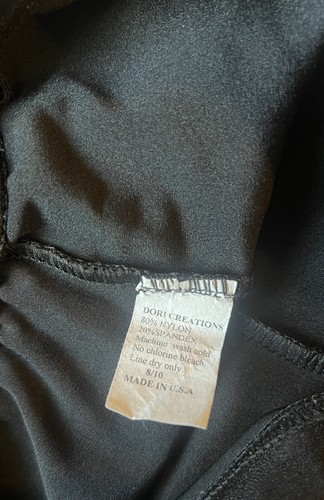 DORI CREATIONS
80% NYLON
20% SPANDEX
Machine wash cold
No chlorine bleach
Line dry only
8/10
MADE IN U.S.A